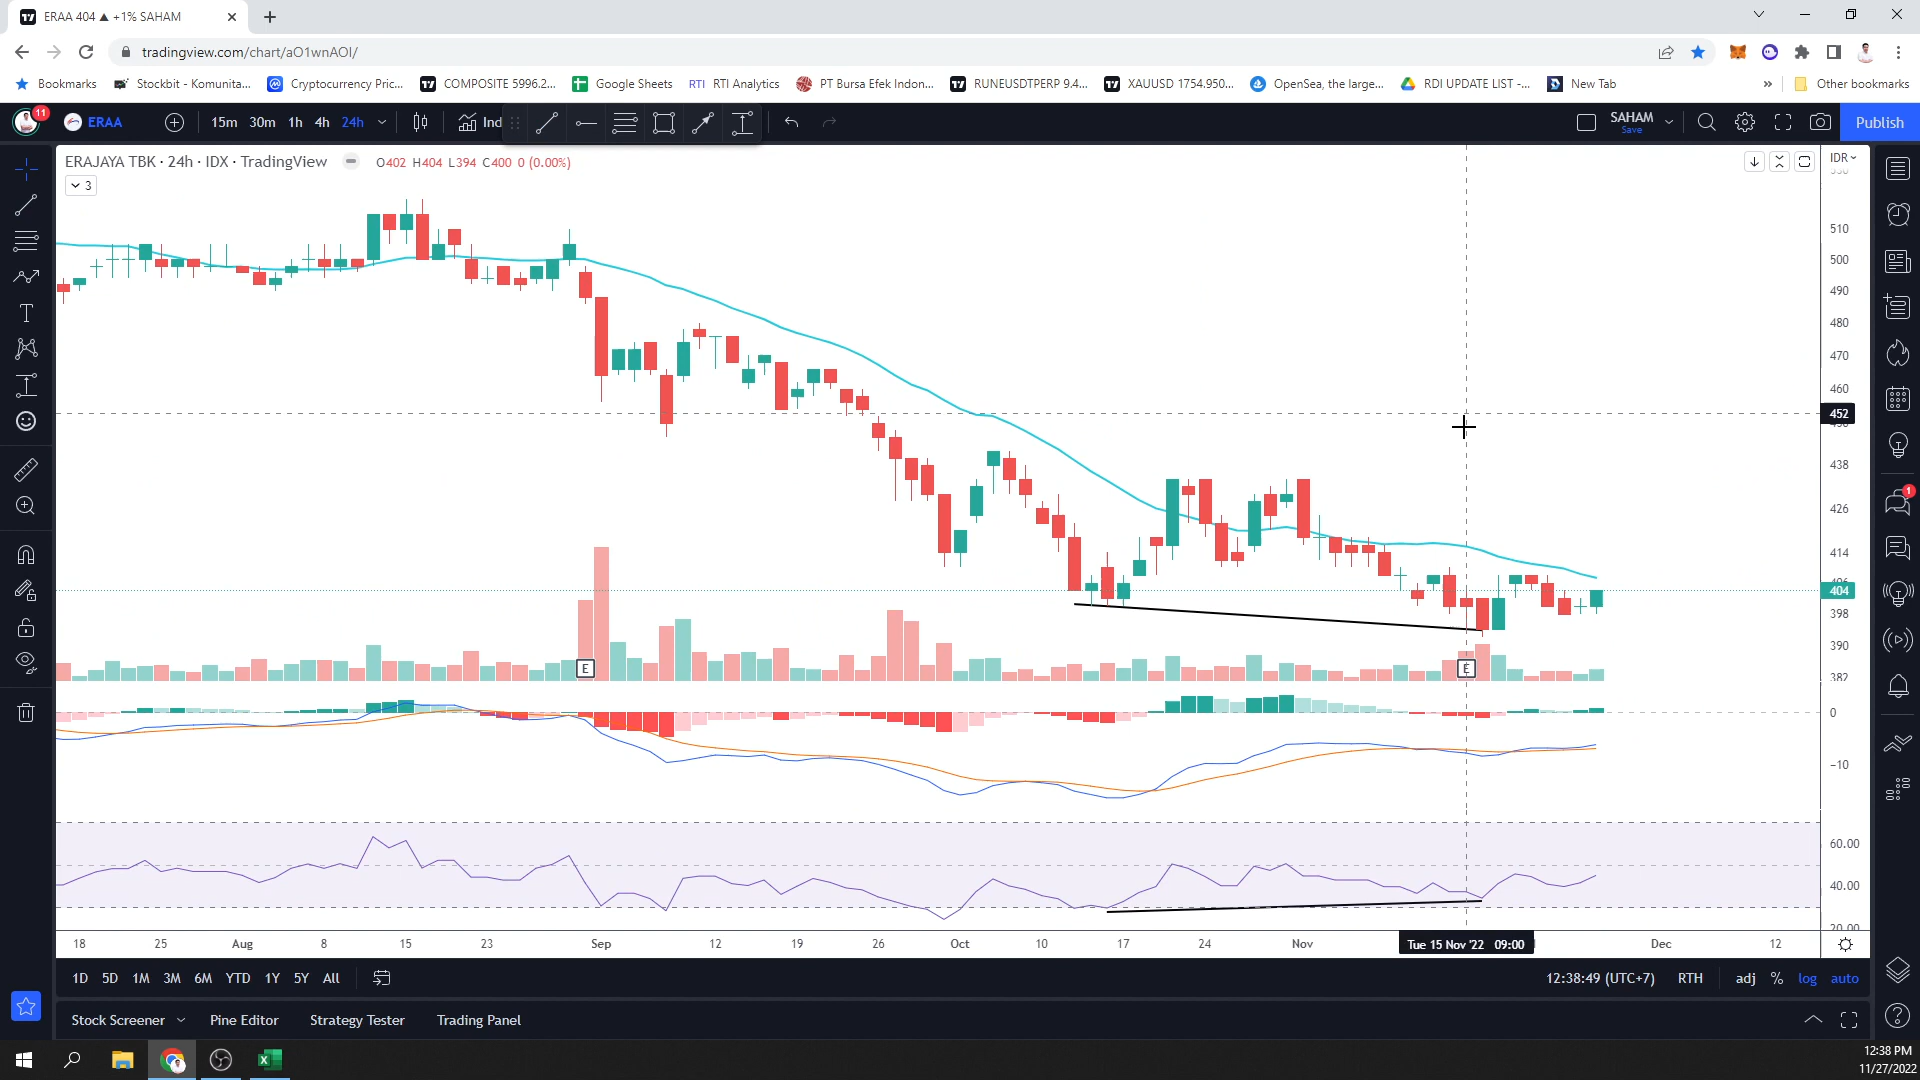 ERAA 404 ▲ +1% SAHAM
tradingview.com/chart/aO1wnAOI/
Bookmarks
Stockbit - Komunita...
Cryptocurrency Pric...
COMPOSITE 5996.2...
Google Sheets
RTI RTI Analytics
PT Bursa Efek Indon...
RUNEUSDTPERP 9.4...
XAUUSD 1754.950...
OpenSea, the large...
RDI UPDATE LIST -...
New Tab
» Other bookmarks
11
ERAA
15m 30m 1h 4h 24h
Ind
SAHAM
Save
Publish
ERAJAYA TBK · 24h · IDX · TradingView
O402 H404 L394 C400 0 (0.00%)
IDR
3
510
500
490
480
470
460
452
438
426
414
404
398
390
382
E E
0
−10
60.00
40.00
20.00
18 25 Aug 8 15 23 Sep 12 19 26 Oct 10 17 24 Nov Tue 15 Nov '22 09:00 Dec 12
1D 5D 1M 3M 6M YTD 1Y 5Y All
12:38:49 (UTC+7) RTH adj % log auto
Stock Screener Pine Editor Strategy Tester Trading Panel
1
12:38 PM
11/27/2022